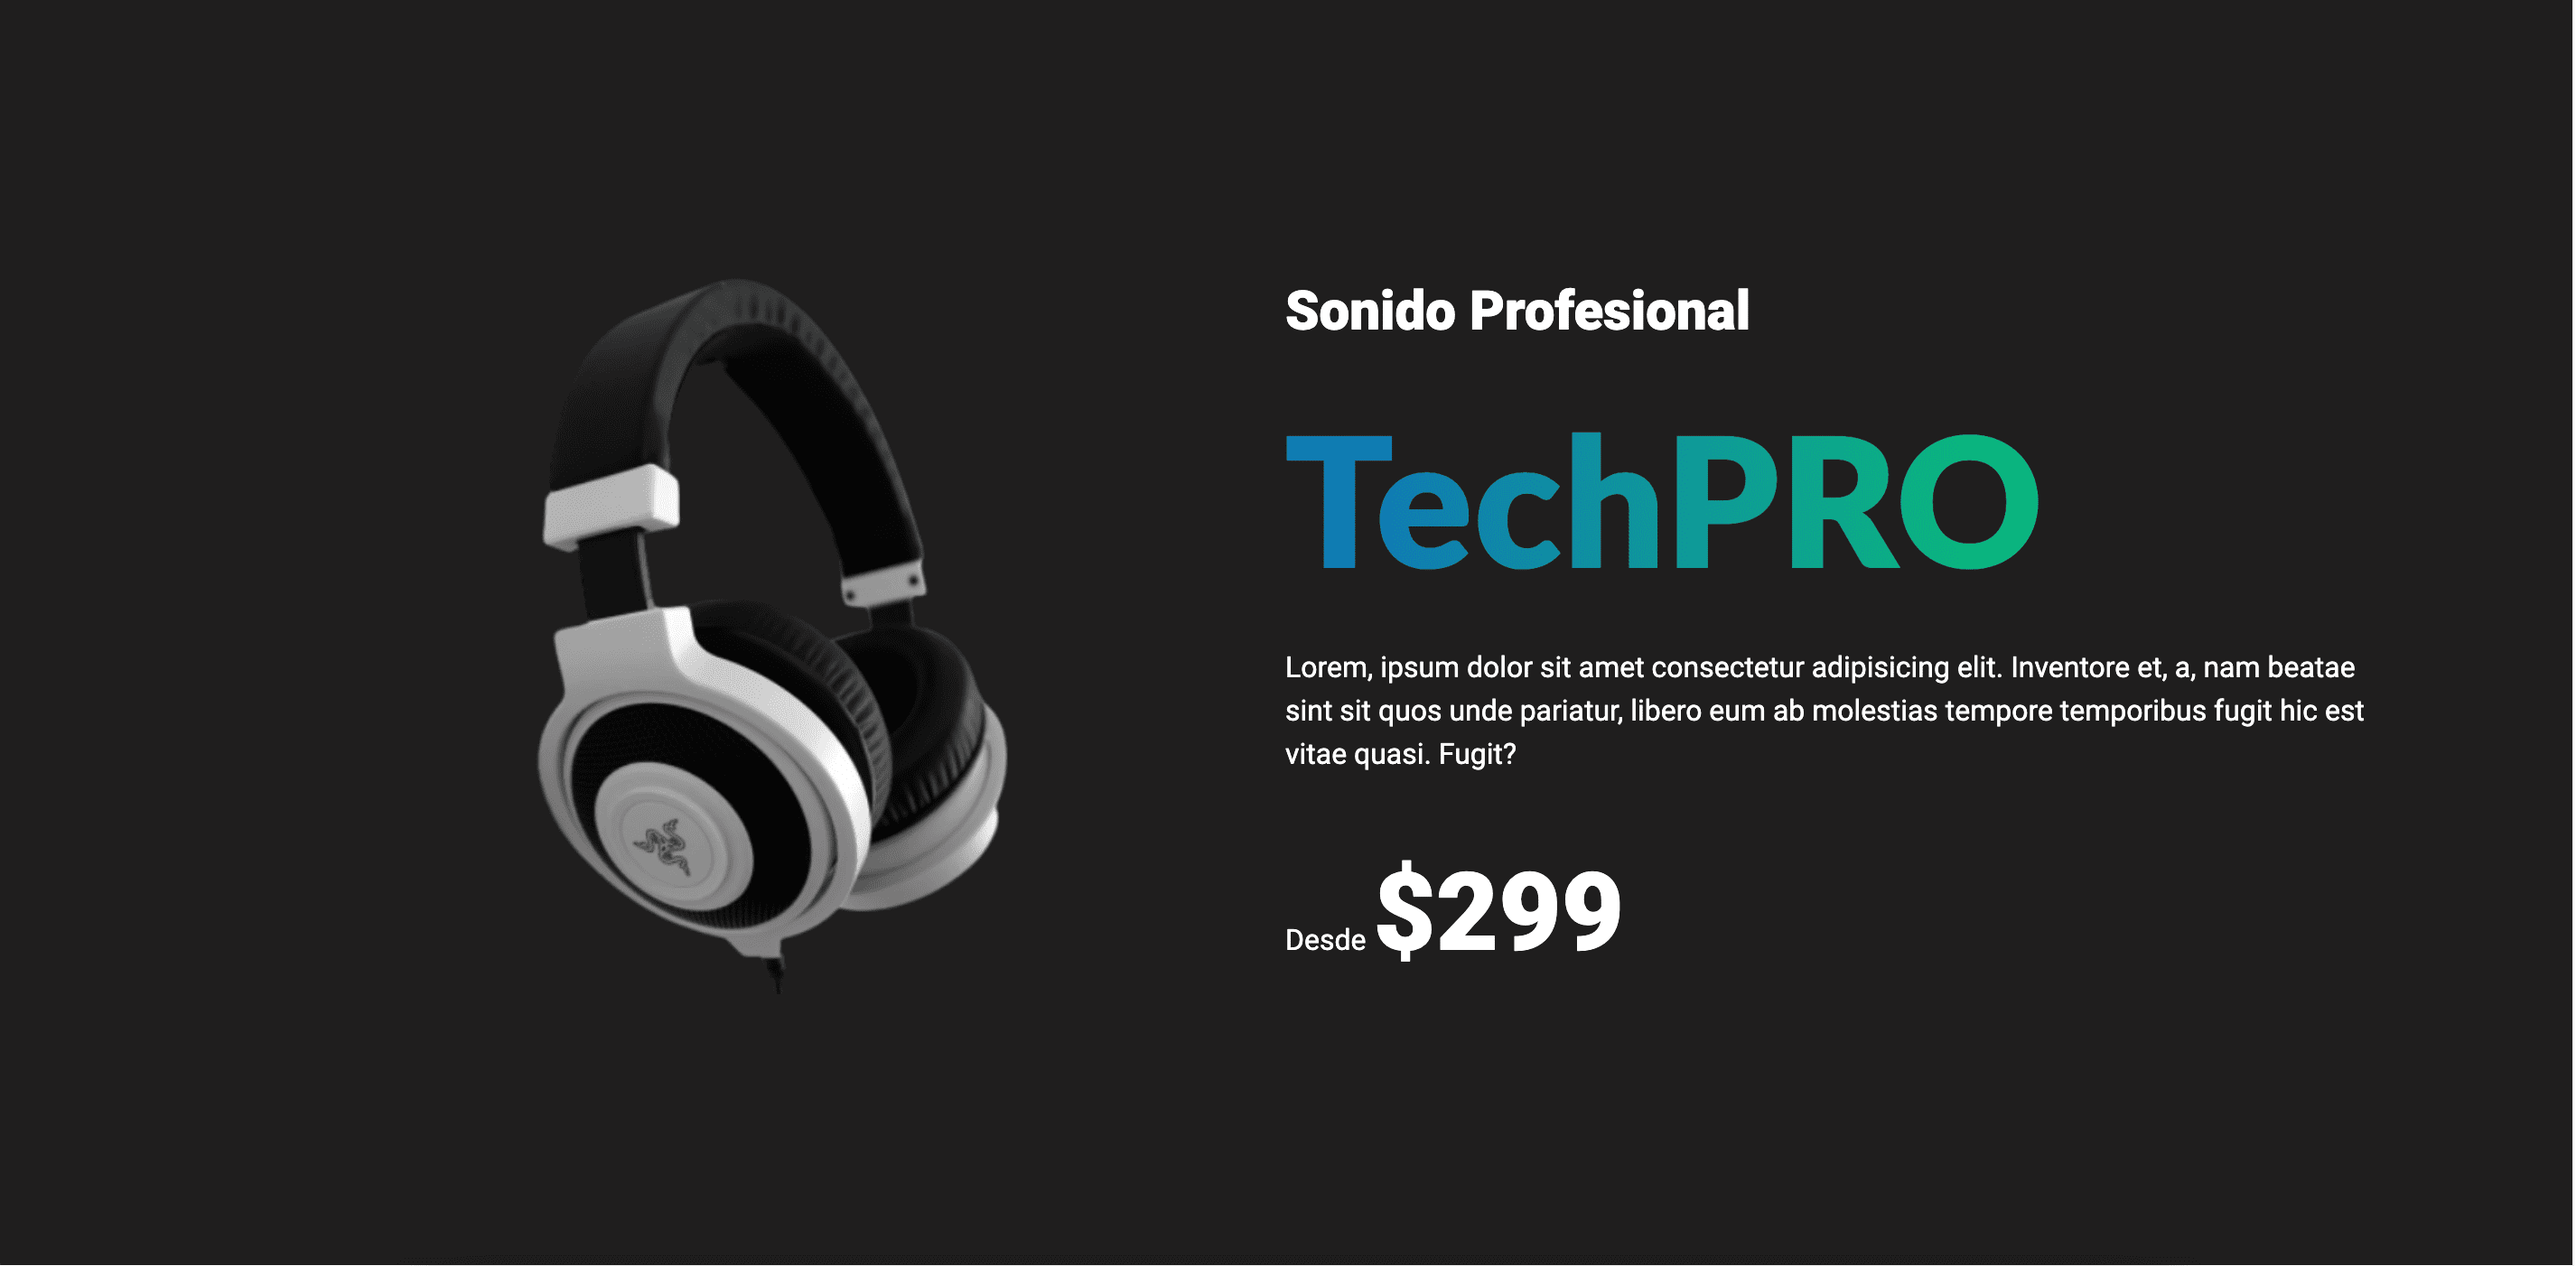 Sonido Profesional
TechPRO
Lorem, ipsum dolor sit amet consectetur adipisicing elit. Inventore et, a, nam beatae
sint sit quos unde pariatur, libero eum ab molestias tempore temporibus fugit hic est
vitae quasi. Fugit?
Desde $299